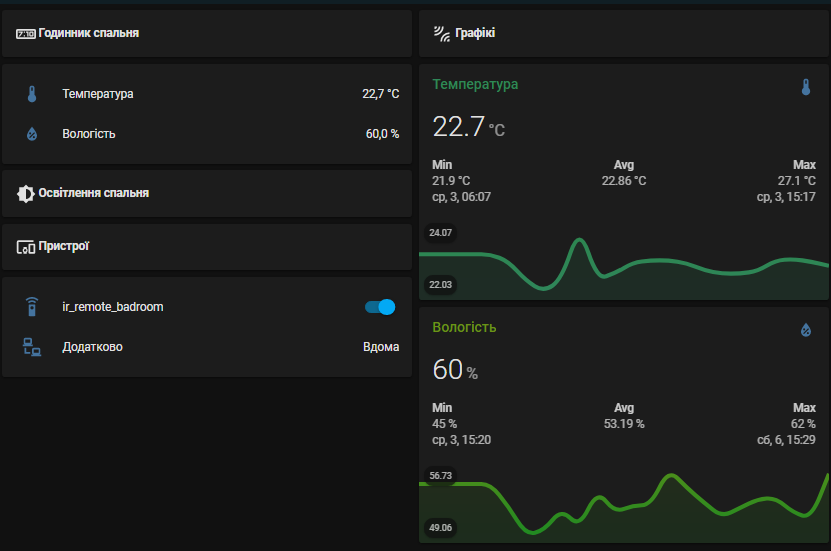 Годинник спальня
Температура 22,7 °C
Вологість 60,0 %
Освітлення спальня
Пристрої
ir_remote_badroom
Додатково Вдома
Графікі
Температура
22.7 °C
Min Avg Max
21.9 °C 22.86 °C 27.1 °C
ср, 3, 06:07 ср, 3, 15:17
24.07
22.03
Вологість
60 %
Min Avg Max
45 % 53.19 % 62 %
ср, 3, 15:20 сб, 6, 15:29
56.73
49.06